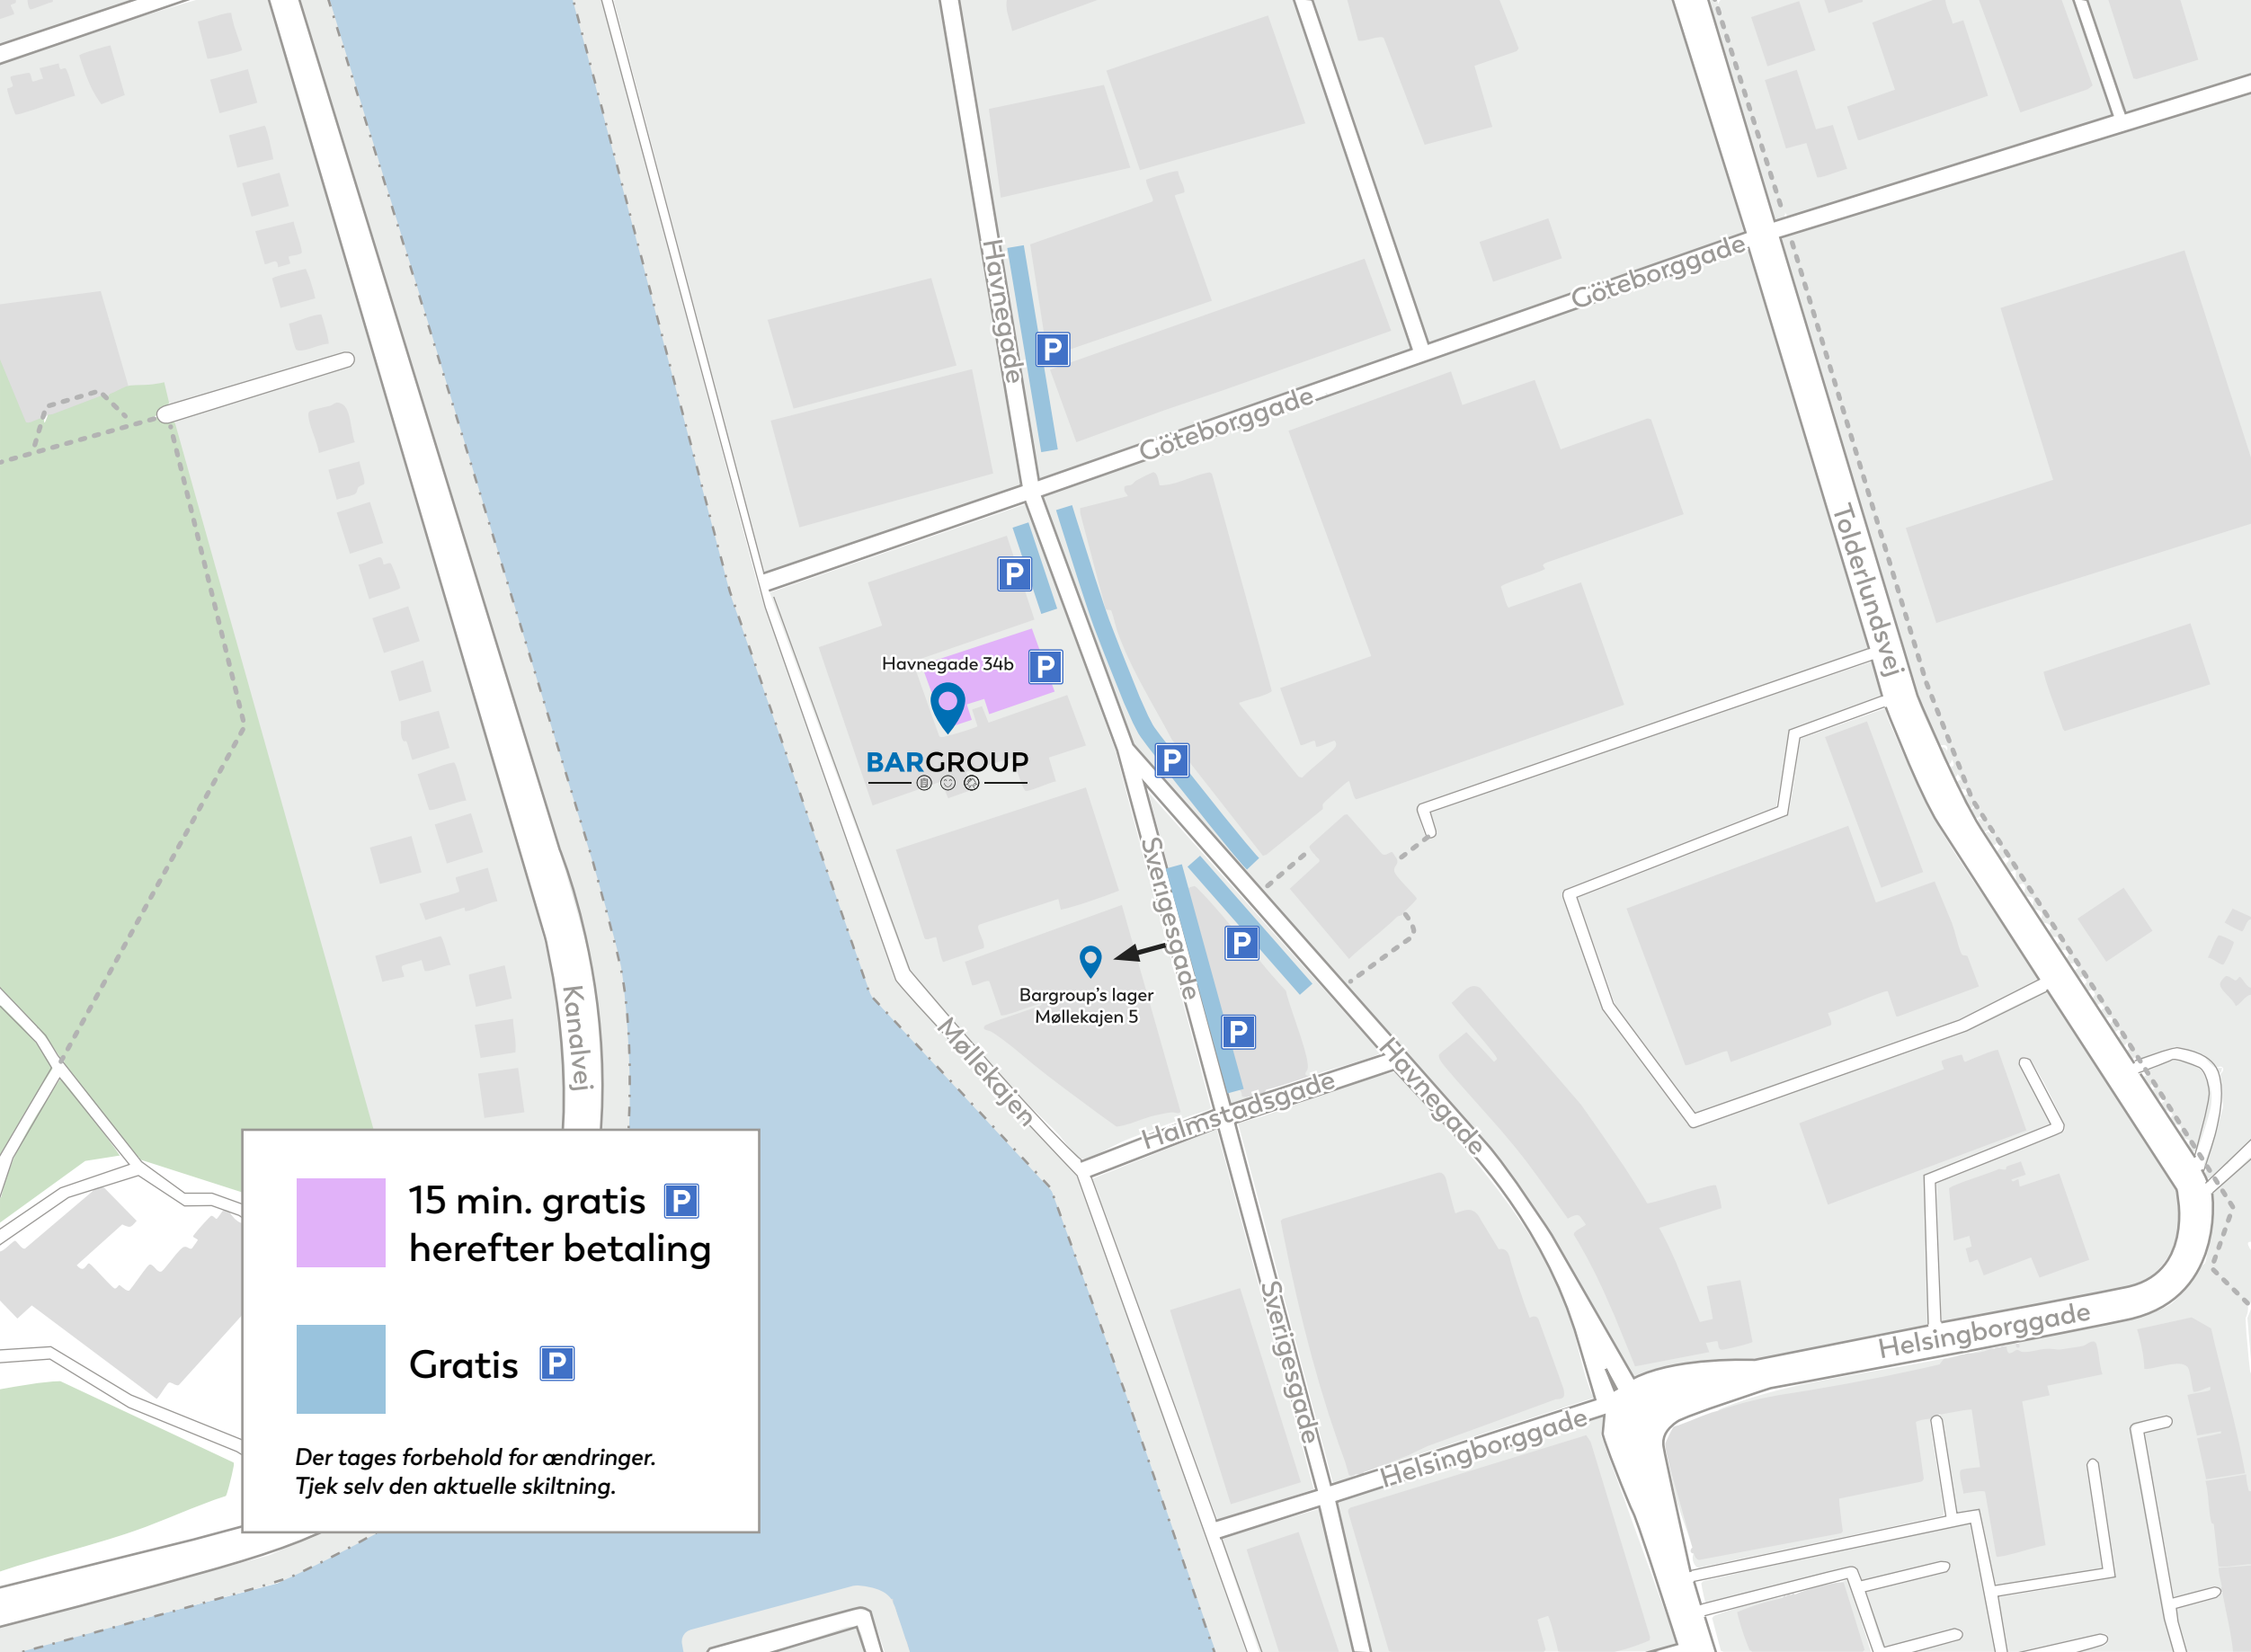 Havnegade
P
Göteborggade
Göteborggade
P
Tolderlundsvej
Havnegade 34b
P
BARGROUP
P
Sverigesgade
P
Bargroup's lager
Møllekajen 5
P
Kanalvej
Møllekajen
Halmstadsgade
Havnegade
15 min. gratis P
herefter betaling
Gratis P
Der tages forbehold for ændringer.
Tjek selv den aktuelle skiltning.
Sverigesgade
Helsingborggade
Helsingborggade